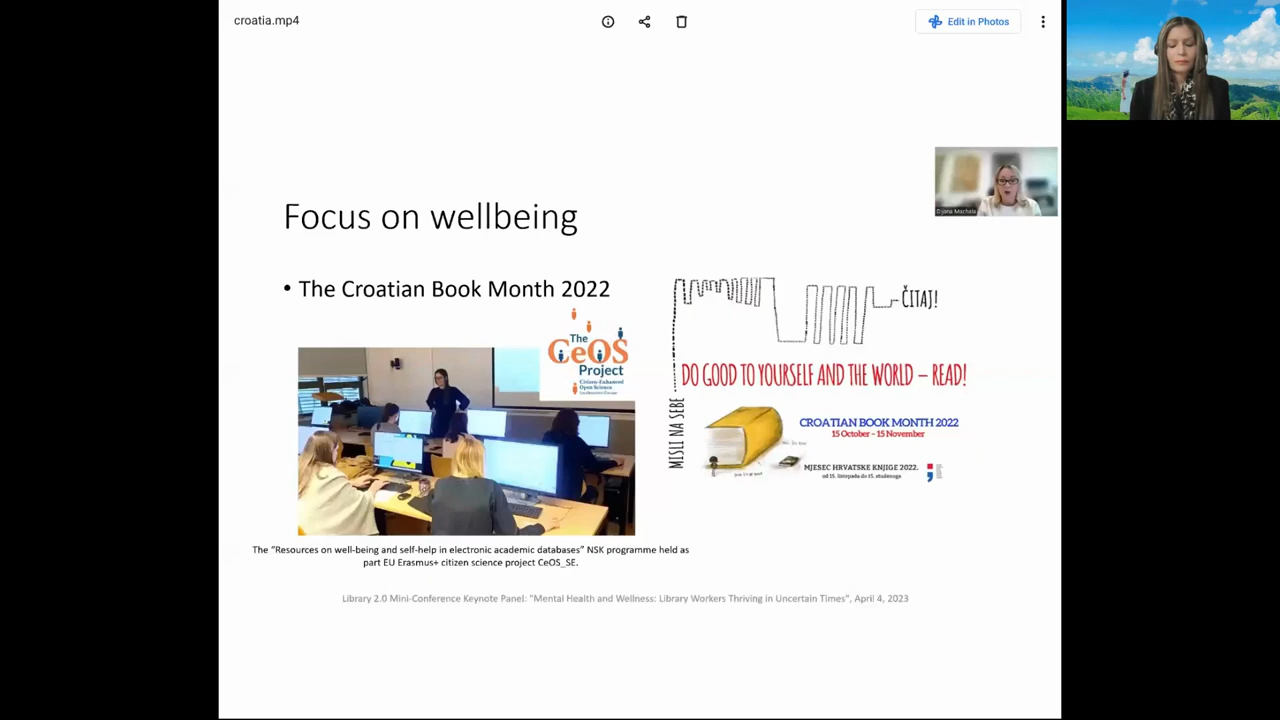 croatia.mp4
Edit in Photos
Focus on wellbeing
• The Croatian Book Month 2022
The
CeOS
Project
Citizen-Enhanced
Open Science
ČITAJ!
DO GOOD TO YOURSELF AND THE WORLD – READ!
MISLI NA SEBE
CROATIAN BOOK MONTH 2022
15 October – 15 November
MJESEC HRVATSKE KNJIGE 2022.
od 15. listopada do 15. studenoga
The “Resources on well-being and self-help in electronic academic databases” NSK programme held as
part EU Erasmus+ citizen science project CeOS_SE.
Library 2.0 Mini-Conference Keynote Panel: "Mental Health and Wellness: Library Workers Thriving in Uncertain Times", April 4, 2023
Machala